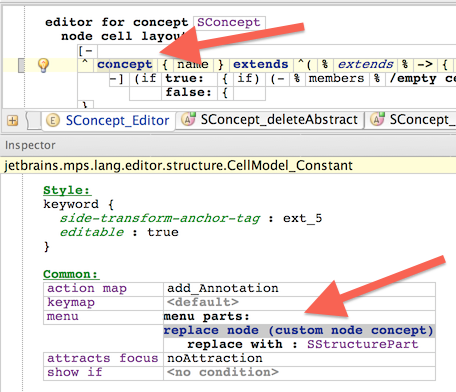 editor for concept SConcept
node cell layout:
[-
^ concept { name } extends ^( % extends % -> {
-] (if true: { if) (- % members % /empty ce
false: {
}
E SConcept_Editor A SConcept_deleteAbstract A SConcept_
Inspector
jetbrains.mps.lang.editor.structure.CellModel_Constant
Style:
keyword {
side-transform-anchor-tag : ext_5
editable : true
}
Common:
action map add_Annotation
keymap <default>
menu menu parts:
replace node (custom node concept)
replace with : SStructurePart
attracts focus noAttraction
show if <no condition>